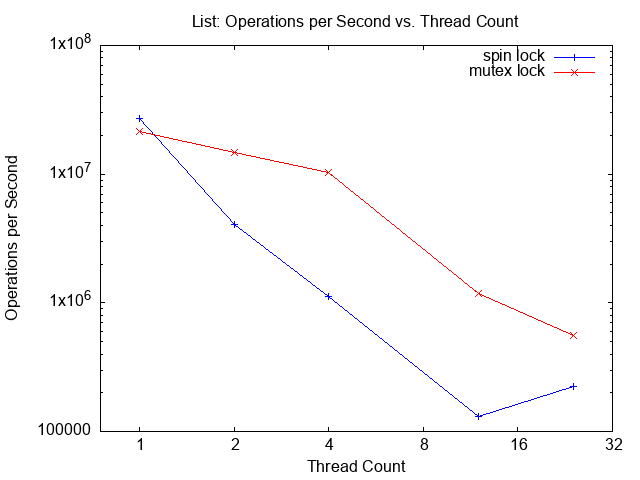 List: Operations per Second vs. Thread Count
spin lock
mutex lock
1x10^8
1x10^7
1x10^6
100000
Operations per Second
1 2 4 8 16 32
Thread Count